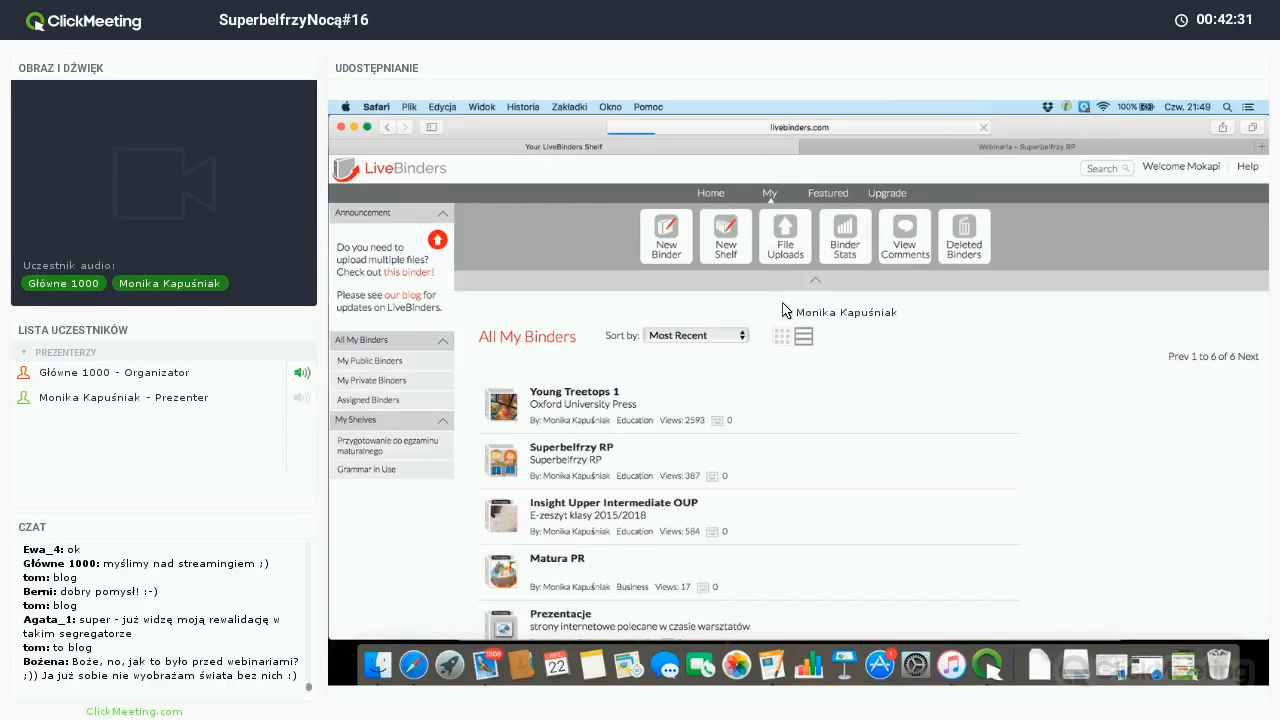 ClickMeeting
SuperbelfrzyNocą#16
00:42:31
OBRAZ I DŹWIĘK
Uczestnik audio:
Główne 1000
Monika Kapuśniak
LISTA UCZESTNIKÓW
PREZENTERZY
Główne 1000 - Organizator
Monika Kapuśniak - Prezenter
CZAT
Ewa_4: ok
Główne 1000: myślimy nad streamingiem ;)
tom: blog
Berni: dobry pomysł! :-)
tom: blog
Agata_1: super - już widzę moją rewalidację w
takim segregatorze
tom: to blog
Bożena: Boże, no, jak to było przed webinariami?
;)) Ja już sobie nie wyobrażam świata bez nich :)
ClickMeeting.com
UDOSTĘPNIANIE
Safari Plik Edycja Widok Historia Zakładki Okno Pomoc
100% Czw. 21:49
livebinders.com
Your LiveBinders Shelf
Webinaria – Superbelfrzy RP
LiveBinders
Search
Welcome Mokapi
Help
Home My Featured Upgrade
Announcement
Do you need to
upload multiple files?
Check out this binder!
Please see our blog for
updates on LiveBinders.
New Binder
New Shelf
File Uploads
Binder Stats
View Comments
Deleted Binders
Monika Kapuśniak
All My Binders
My Public Binders
My Private Binders
Assigned Binders
My Shelves
Przygotowanie do egzaminu
maturalnego
Grammar in Use
All My Binders
Sort by: Most Recent
Prev 1 to 6 of 6 Next
Young Treetops 1
Oxford University Press
By: Monika Kapuśniak Education Views: 2593 0
Superbelfrzy RP
Superbelfrzy RP
By: Monika Kapuśniak Education Views: 387 0
Insight Upper Intermediate OUP
E-zeszyt klasy 2015/2018
By: Monika Kapuśniak Education Views: 584 0
Matura PR
By: Monika Kapuśniak Business Views: 17 0
Prezentacje
strony internetowe polecane w czasie warsztatów
22
1